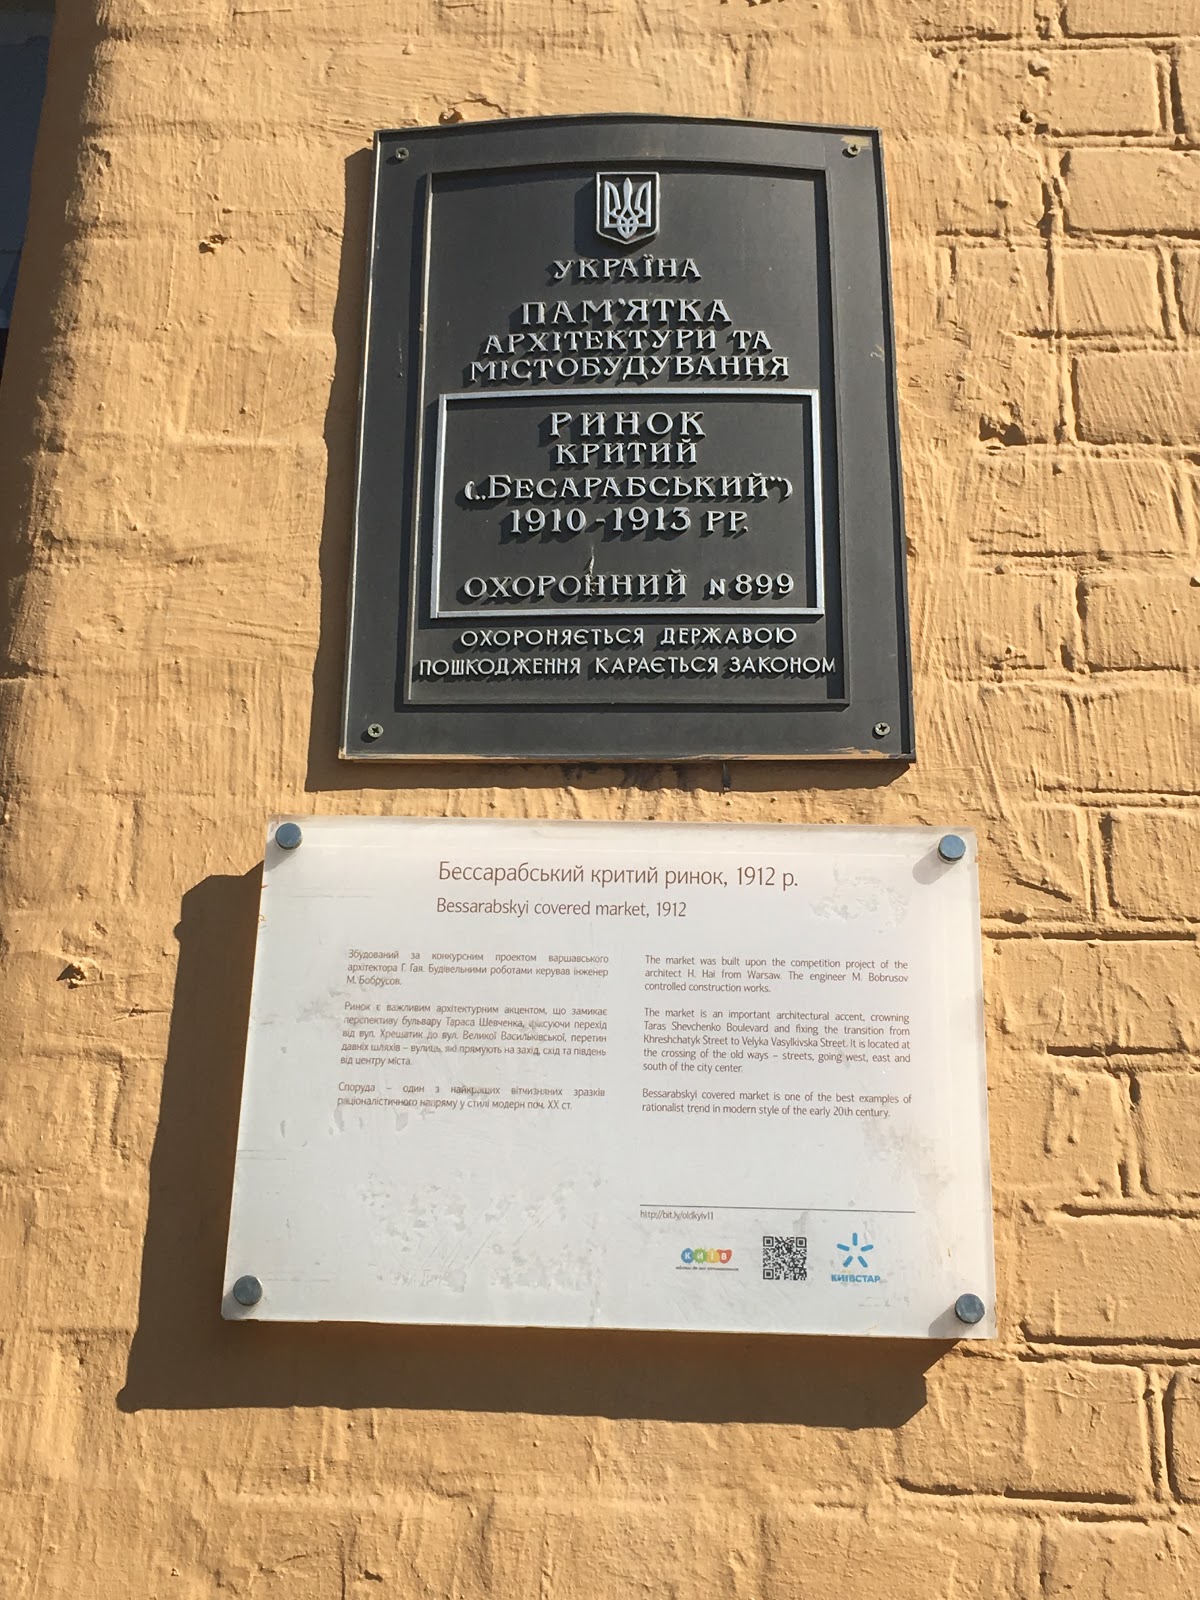 УКРАЇНА
ПАМ'ЯТКА
АРХІТЕКТУРИ ТА
МІСТОБУДУВАННЯ
РИНОК
КРИТИЙ
(„БЕСАРАБСЬКИЙ")
1910-1913 РР.
ОХОРОННИЙ N 899
ОХОРОНЯЄТЬСЯ ДЕРЖАВОЮ
ПОШКОДЖЕННЯ КАРАЄТЬСЯ ЗАКОНОМ
Бессарабський критий ринок, 1912 р.
Bessarabskyi covered market, 1912
Збудований за конкурсним проектом варшавського
архітектора Г. Гая. Будівельними роботами керував інженер
М. Бобрусов.
Ринок є важливим архітектурним акцентом, що замикає
перспективу бульвару Тараса Шевченка, фіксуючи перехід
від вул. Хрещатик до вул. Великої Васильківської, перетин
давніх шляхів – вулиць, які прямують на захід, схід та південь
від центру міста.
Споруда – один з найкращих вітчизняних зразків
раціоналістичного напряму у стилі модерн поч. ХХ ст.
The market was built upon the competition project of the
architect H. Hai from Warsaw. The engineer M. Bobrusov
controlled construction works.
The market is an important architectural accent, crowning
Taras Shevchenko Boulevard and fixing the transition from
Khreshchatyk Street to Velyka Vasylkivska Street. It is located at
the crossing of the old ways – streets, going west, east and
south of the city center.
Bessarabskyi covered market is one of the best examples of
rationalist trend in modern style of the early 20th century.
http://bit.ly/oldkyiv11
КИЇВ
КИЇВСТАР